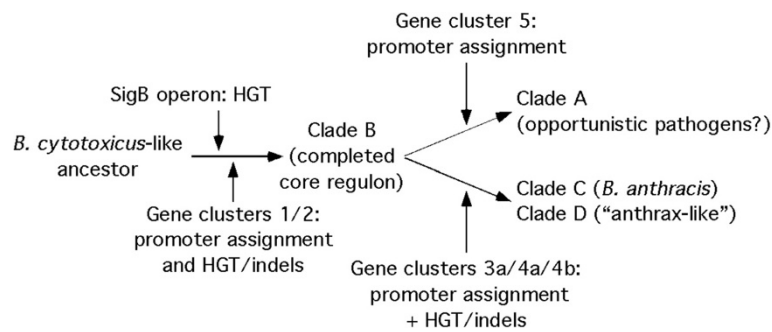 Gene cluster 5:
promoter assignment
SigB operon: HGT
Clade A
(opportunistic pathogens?)
B. cytotoxicus-like
ancestor
Clade B
(completed
core regulon)
Clade C (B. anthracis)
Clade D (“anthrax-like”)
Gene clusters 1/2:
promoter assignment
and HGT/indels
Gene clusters 3a/4a/4b:
promoter assignment
+ HGT/indels